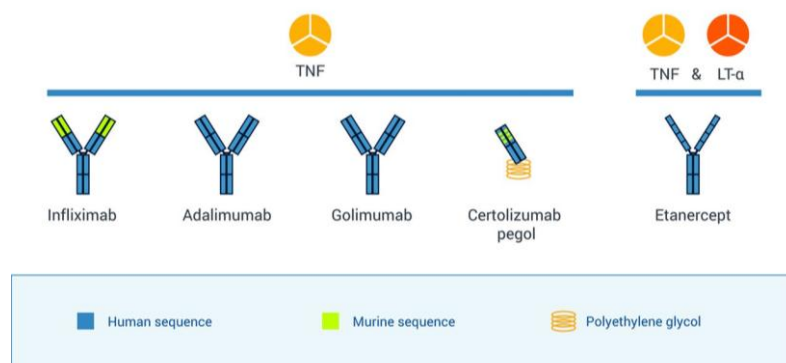 TNF
TNF & LT-α
Infliximab
Adalimumab
Golimumab
Certolizumab
pegol
Etanercept
Human sequence
Murine sequence
Polyethylene glycol